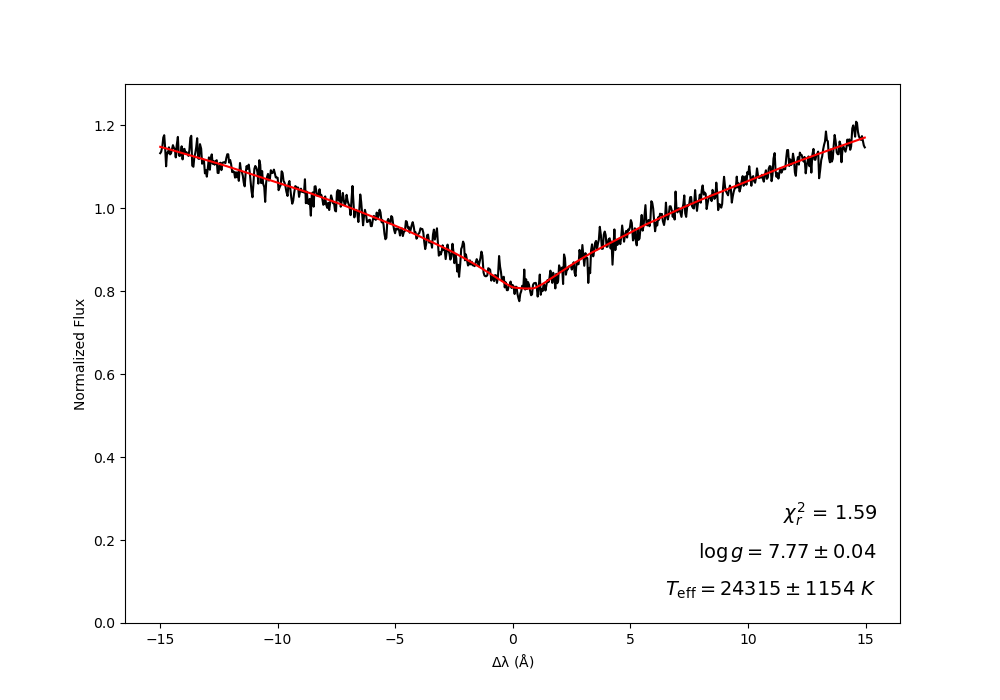 1.2
1.0
0.8
0.6
0.4
0.2
0.0
Normalized Flux
χ²ᵣ = 1.59
log g = 7.77 ± 0.04
T_eff = 24315 ± 1154 K
−15 −10 −5 0 5 10 15
Δλ (Å)